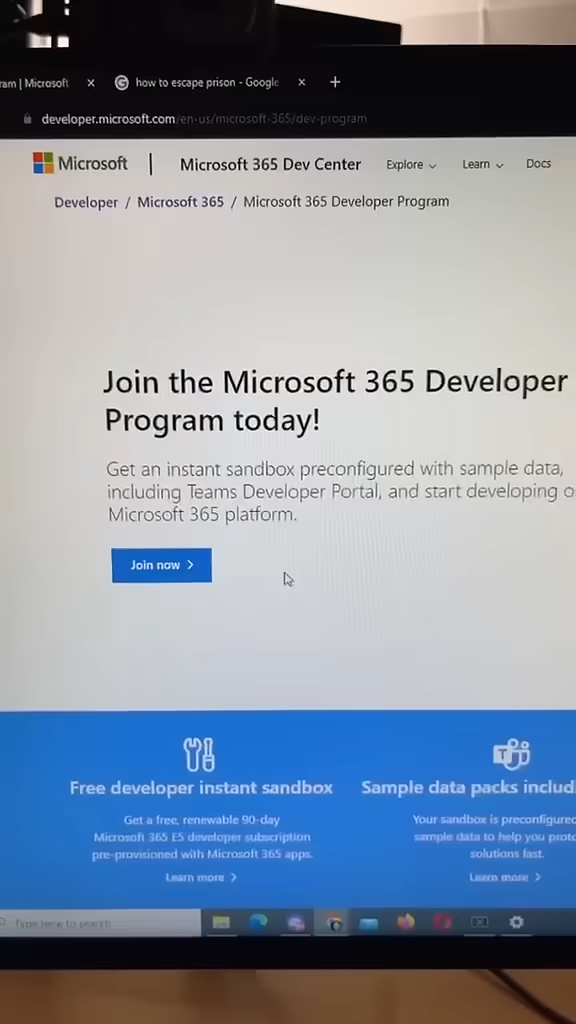 ram | Microsoft
how to escape prison - Google
developer.microsoft.com/en-us/microsoft-365/dev-program
Microsoft
Microsoft 365 Dev Center
Explore
Learn
Docs
Developer / Microsoft 365 / Microsoft 365 Developer Program
Join the Microsoft 365 Developer
Program today!
Get an instant sandbox preconfigured with sample data,
including Teams Developer Portal, and start developing o
Microsoft 365 platform.
Join now
Free developer instant sandbox
Get a free, renewable 90-day
Microsoft 365 E5 developer subscription
pre-provisioned with Microsoft 365 apps.
Learn more
Sample data packs includi
Your sandbox is preconfigured
sample data to help you proto
solutions fast.
Learn more
Type here to search